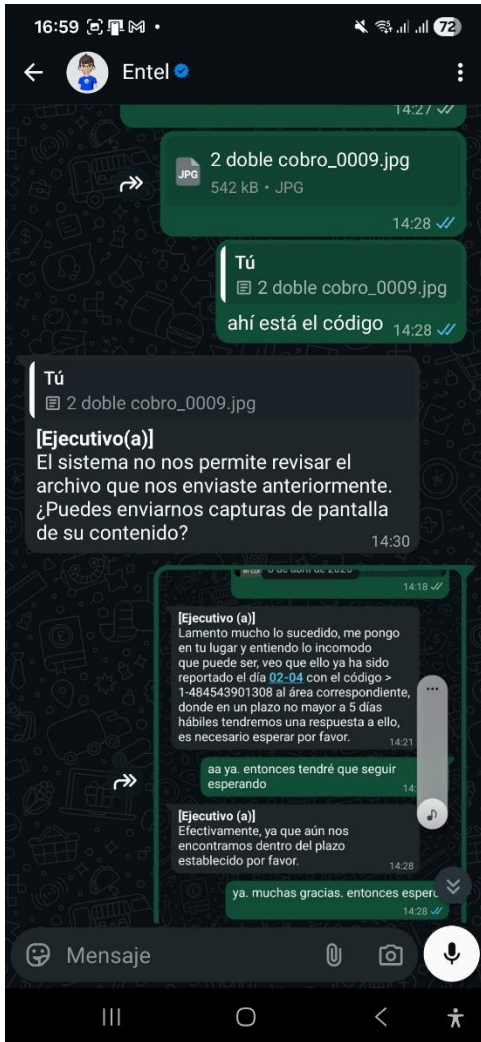 16:59
72
Entel
14:27
2 doble cobro_0009.jpg
JPG
542 kB • JPG
14:28
Tú
2 doble cobro_0009.jpg
ahí está el código 14:28
Tú
2 doble cobro_0009.jpg
[Ejecutivo(a)]
El sistema no nos permite revisar el
archivo que nos enviaste anteriormente.
¿Puedes enviarnos capturas de pantalla
de su contenido?
14:30
14:18
[Ejecutivo (a)]
Lamento mucho lo sucedido, me pongo
en tu lugar y entiendo lo incomodo
que puede ser, veo que ello ya ha sido
reportado el día 02-04 con el código >
1-484543901308 al área correspondiente,
donde en un plazo no mayor a 5 días
hábiles tendremos una respuesta a ello,
es necesario esperar por favor.
14:21
aa ya. entonces tendré que seguir
esperando
14:
[Ejecutivo (a)]
Efectivamente, ya que aún nos
encontramos dentro del plazo
establecido por favor.
14:28
ya. muchas gracias. entonces espero
14:28
Mensaje